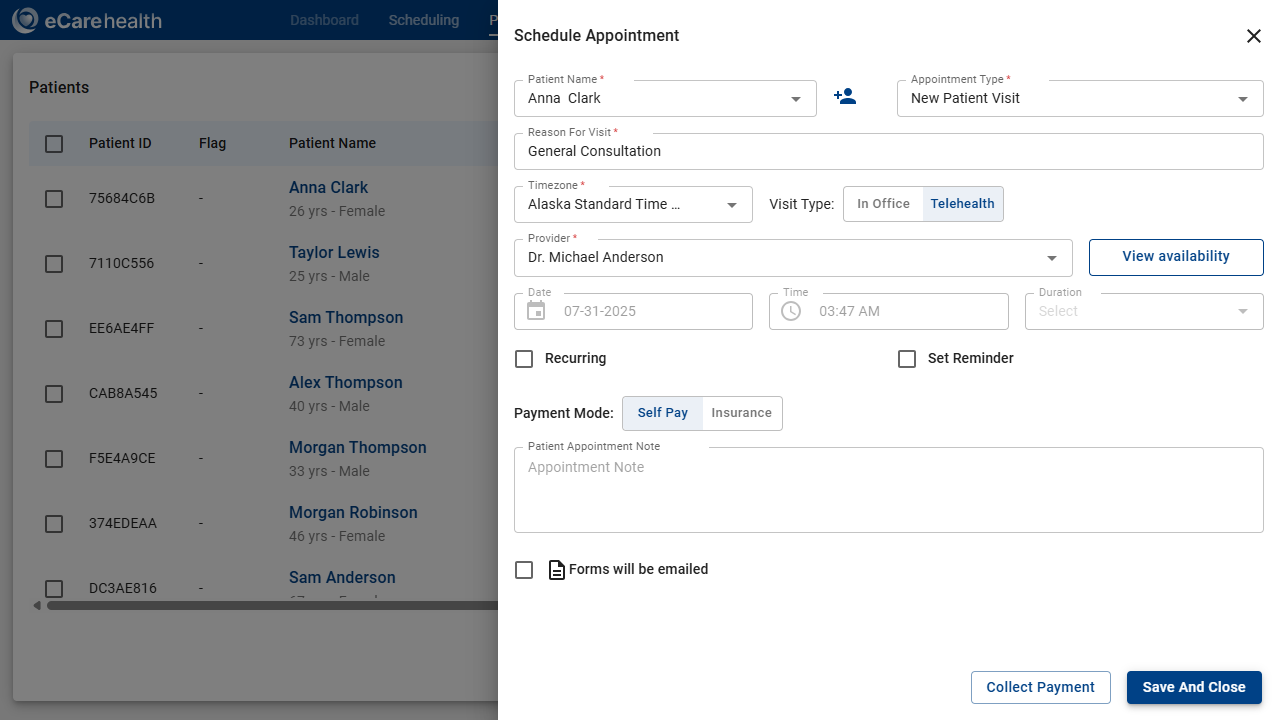 eCarehealth
Dashboard
Scheduling
P
Patients
Patient ID
Flag
Patient Name
75684C6B
-
Anna Clark
26 yrs - Female
7110C556
-
Taylor Lewis
25 yrs - Male
EE6AE4FF
-
Sam Thompson
73 yrs - Female
CAB8A545
-
Alex Thompson
40 yrs - Male
F5E4A9CE
-
Morgan Thompson
33 yrs - Male
374EDEAA
-
Morgan Robinson
46 yrs - Female
DC3AE816
-
Sam Anderson
Schedule Appointment
Patient Name *
Anna  Clark
Appointment Type *
New Patient Visit
Reason For Visit *
General Consultation
Timezone *
Alaska Standard Time ...
Visit Type:
In Office
Telehealth
Provider *
Dr. Michael Anderson
View availability
Date
07-31-2025
Time
03:47 AM
Duration
Select
Recurring
Set Reminder
Payment Mode:
Self Pay
Insurance
Patient Appointment Note
Appointment Note
Forms will be emailed
Collect Payment
Save And Close